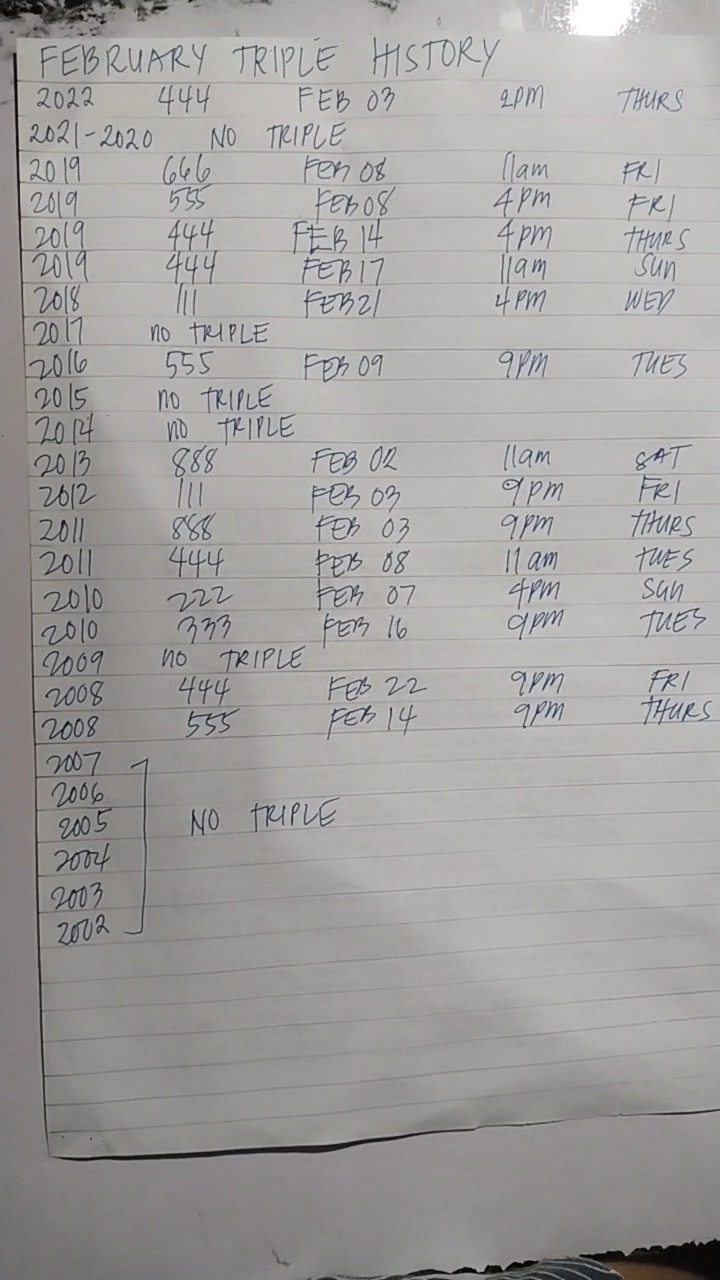 FEBRUARY TRIPLE HISTORY
2022 444 FEB 03 2PM THURS
2021-2020 NO TRIPLE
2019 666 FEB 08 11am FRI
2019 555 FEB 08 4PM FRI
2019 444 FEB 14 4pm THURS
2019 444 FEB 17 11am SUN
2018 111 FEB 21 4PM WED
2017 no TRIPLE
2016 555 FEB 09 9PM TUES
2015 no TRIPLE
2014 no TRIPLE
2013 888 FEB 02 11am SAT
2012 111 FEB 03 9pm FRI
2011 888 FEB 03 9pm THURS
2011 444 FEB 08 11am TUES
2010 222 FEB 07 4PM SUN
2010 333 FEB 16 9PM TUES
2009 no TRIPLE
2008 444 FEB 22 9PM FRI
2008 555 FEB 14 9PM THURS
2007
2006
2005 NO TRIPLE
2004
2003
2002